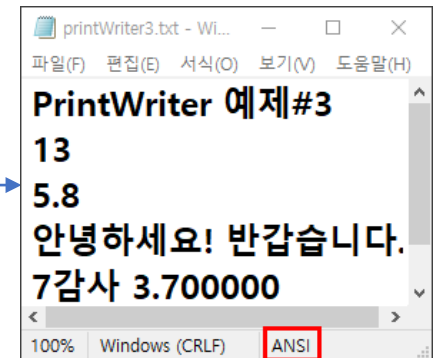 printWriter3.txt - Wi...
파일(F) 편집(E) 서식(O) 보기(V) 도움말(H)
PrintWriter 예제#3
13
5.8
안녕하세요! 반갑습니다.
7감사 3.700000
100% Windows (CRLF) ANSI